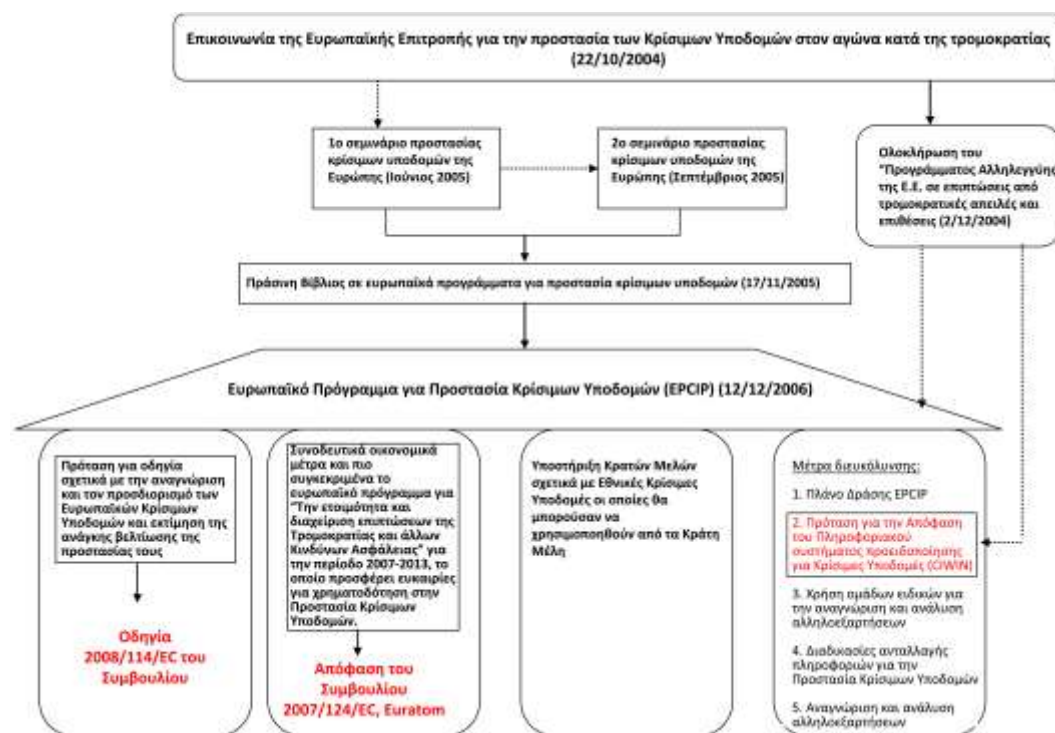 Επικοινωνία της Ευρωπαϊκής Επιτροπής για την προστασία των Κρίσιμων Υποδομών στον αγώνα κατά της τρομοκρατίας
(22/10/2004)
1ο σεμινάριο προστασίας
κρίσιμων υποδομών της
Ευρώπης (Ιούνιος 2005)
2ο σεμινάριο προστασίας
κρίσιμων υποδομών της
Ευρώπης (Σεπτέμβριος 2005)
Ολοκλήρωση του
"Προγράμματος Αλληλεγγύης
της Ε.Ε. σε επιπτώσεις από
τρομοκρατικές απειλές και
επιθέσεις (2/12/2004)
Πράσινη Βίβλος σε ευρωπαϊκά προγράμματα για προστασία κρίσιμων υποδομών (17/11/2005)
Ευρωπαϊκό Πρόγραμμα για Προστασία Κρίσιμων Υποδομών (EPCIP) (12/12/2006)
Πρόταση για οδηγία
σχετικά με την αναγνώριση
και τον προσδιορισμό των
Ευρωπαϊκών Κρίσιμων
Υποδομών και εκτίμηση της
ανάγκης βελτίωσης της
προστασίας τους
Οδηγία
2008/114/EC του
Συμβουλίου
Συνοδευτικά οικονομικά
μέτρα και πιο
συγκεκριμένα το
ευρωπαϊκό πρόγραμμα για
"Την ετοιμότητα και
διαχείριση επιπτώσεων της
Τρομοκρατίας και άλλων
Κινδύνων Ασφάλειας" για
την περίοδο 2007-2013, το
οποίο προσφέρει ευκαιρίες
για χρηματοδότηση στην
Προστασία Κρίσιμων
Υποδομών.
Απόφαση του
Συμβουλίου
2007/124/EC, Euratom
Υποστήριξη Κρατών Μελών
σχετικά με Εθνικές Κρίσιμες
Υποδομές οι οποίες θα
μπορούσαν να
χρησιμοποηθούν από τα Κράτη
Μέλη
Μέτρα διευκόλυνσης:
1. Πλάνο Δράσης EPCIP
2. Πρόταση για την Απόφαση
του Πληροφοριακού
συστήματος προειδοποίησης
για Κρίσιμες Υποδομές (CIWIN)
3. Χρήση ομάδων ειδικών για
την αναγνώριση και ανάλυση
αλληλοεξαρτήσεων
4. Διαδικασίες ανταλλαγής
πληροφοριών για την
Προστασία Κρίσιμων Υποδομών
5. Αναγνώριση και ανάλυση
αλληλοεξαρτήσεων